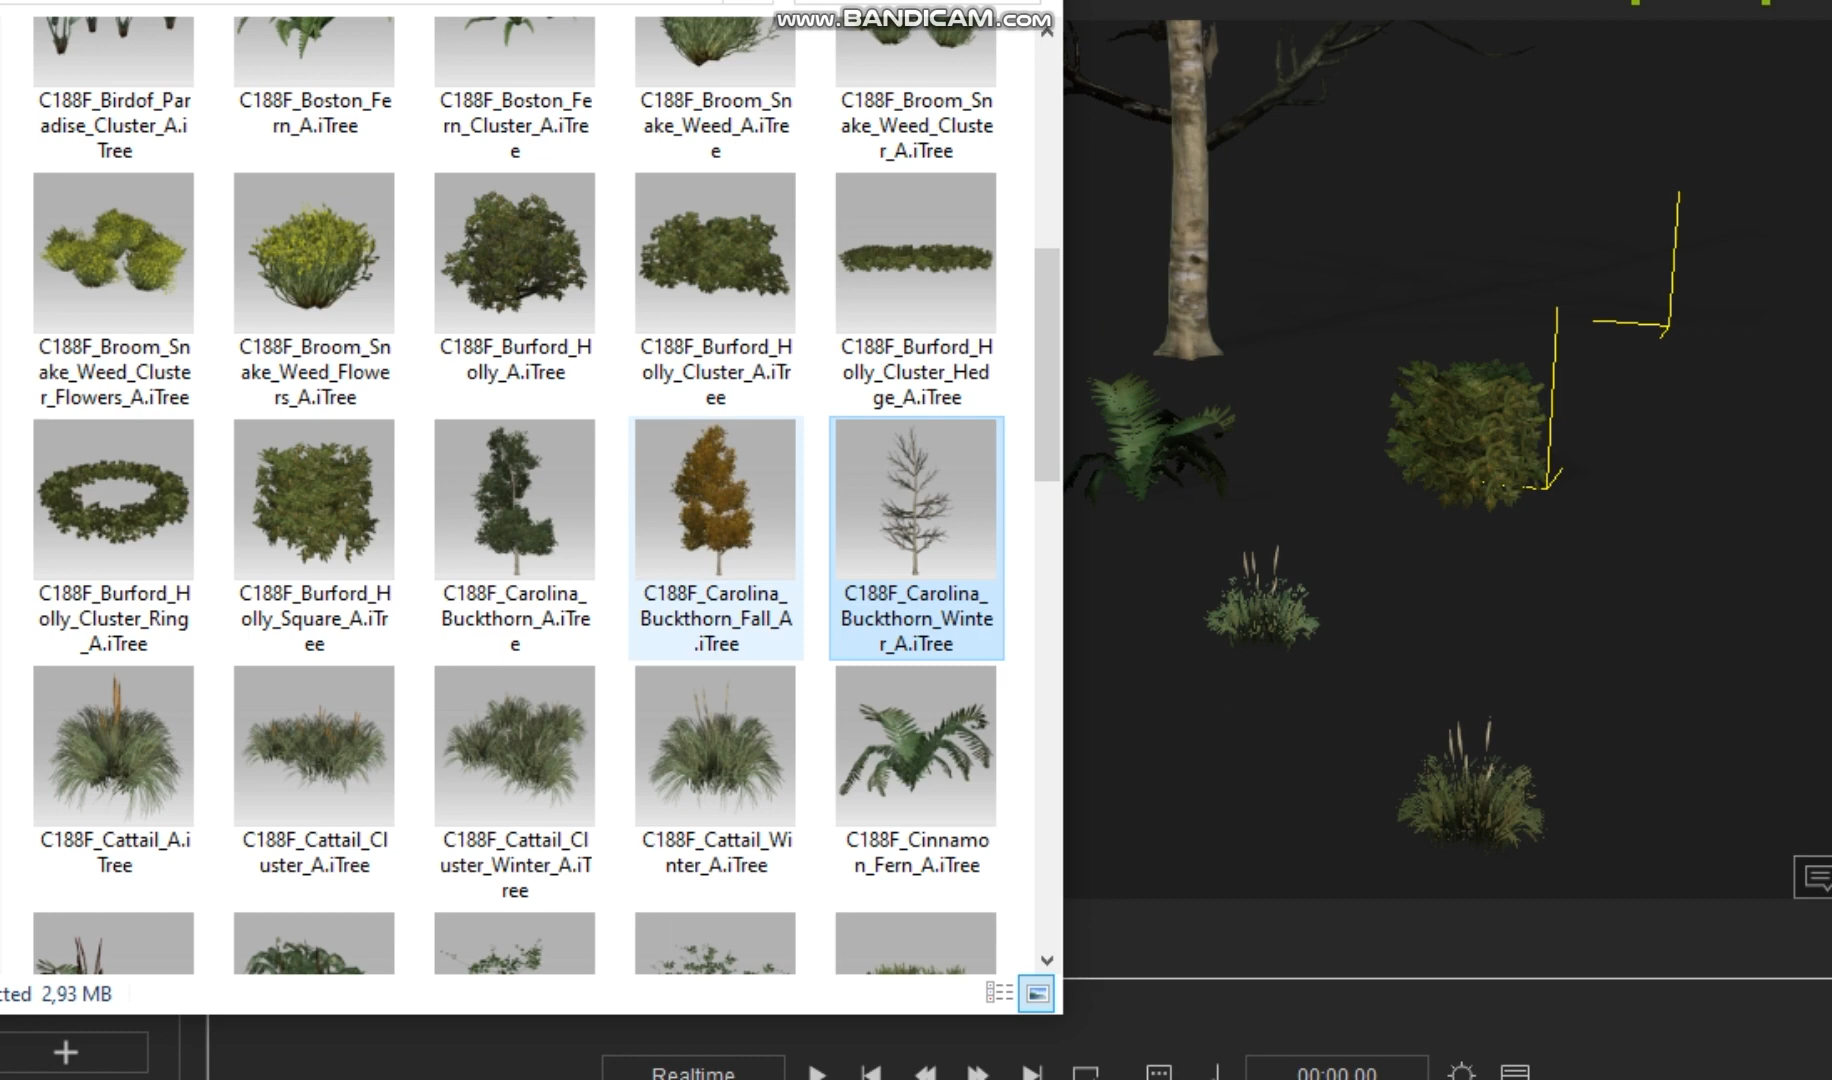 www.BANDICAM.com
C188F_Birdof_Par
adise_Cluster_A.i
Tree
C188F_Boston_Fe
rn_A.iTree
C188F_Boston_Fe
rn_Cluster_A.iTre
e
C188F_Broom_Sn
ake_Weed_A.iTre
e
C188F_Broom_Sn
ake_Weed_Cluste
r_A.iTree
C188F_Broom_Sn
ake_Weed_Cluste
r_Flowers_A.iTree
C188F_Broom_Sn
ake_Weed_Flowe
rs_A.iTree
C188F_Burford_H
olly_A.iTree
C188F_Burford_H
olly_Cluster_A.iTr
ee
C188F_Burford_H
olly_Cluster_Hed
ge_A.iTree
C188F_Burford_H
olly_Cluster_Ring
_A.iTree
C188F_Burford_H
olly_Square_A.iTr
ee
C188F_Carolina_
Buckthorn_A.iTre
e
C188F_Carolina_
Buckthorn_Fall_A
.iTree
C188F_Carolina_
Buckthorn_Winte
r_A.iTree
C188F_Cattail_A.i
Tree
C188F_Cattail_Cl
uster_A.iTree
C188F_Cattail_Cl
uster_Winter_A.iT
ree
C188F_Cattail_Wi
nter_A.iTree
C188F_Cinnamo
n_Fern_A.iTree
cted 2,93 MB
Realtime
00:00.00